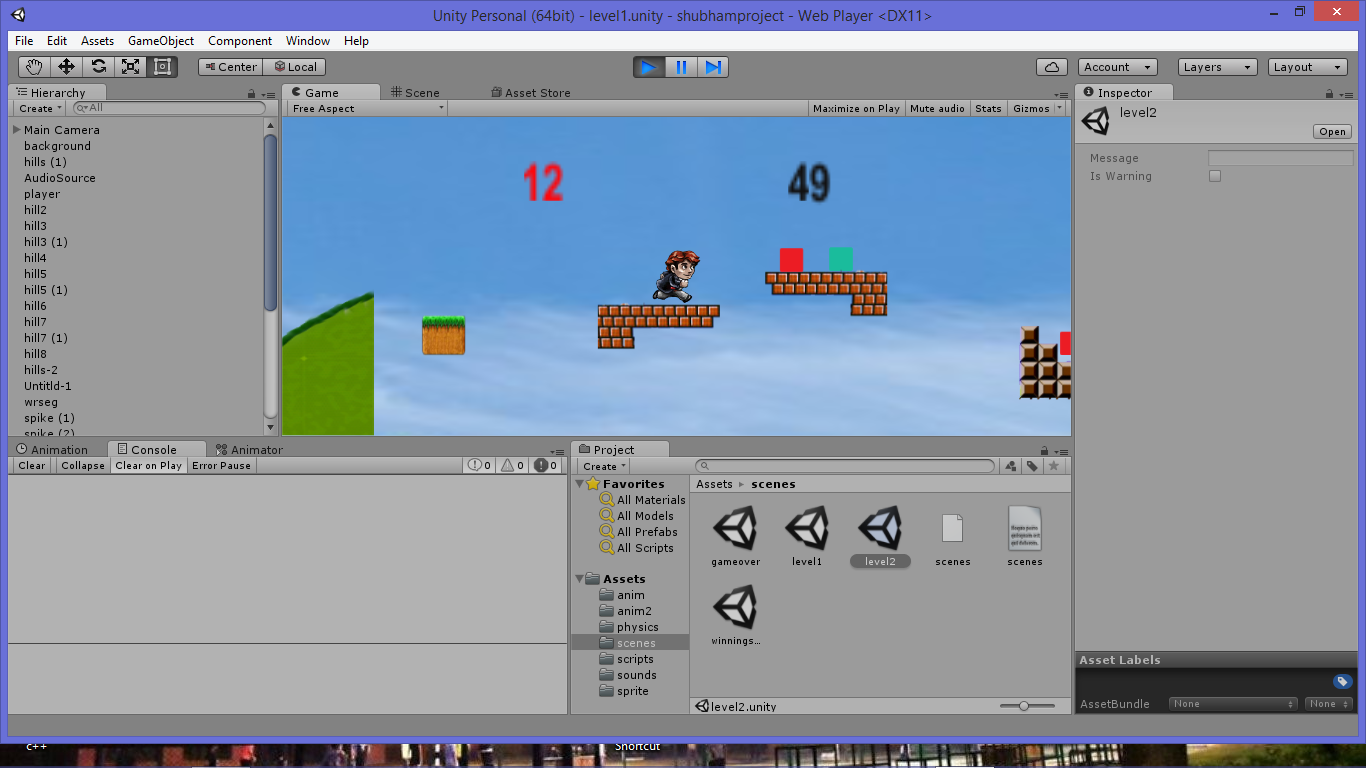 Unity Personal (64bit) - level1.unity - shubhamproject - Web Player <DX11>
File Edit Assets GameObject Component Window Help
Center Local Account Layers Layout
Hierarchy
Create All
Main Camera
background
hills (1)
AudioSource
player
hill2
hill3
hill3 (1)
hill4
hill5
hill5 (1)
hill6
hill7
hill7 (1)
hill8
hills-2
Untitld-1
wrseg
spike (1)
spike (2)
Game Scene Asset Store
Free Aspect Maximize on Play Mute audio Stats Gizmos
12 49
Inspector
level2
Open
Message
Is Warning
Animation Console Animator
Clear Collapse Clear on Play Error Pause 0 0 0
Project
Create
Favorites
All Materials
All Models
All Prefabs
All Scripts
Assets
anim
anim2
physics
scenes
scripts
sounds
sprite
Assets scenes
gameover level1 level2 scenes scenes
winnings...
level2.unity
Asset Labels
AssetBundle None None
c++ Shortcut